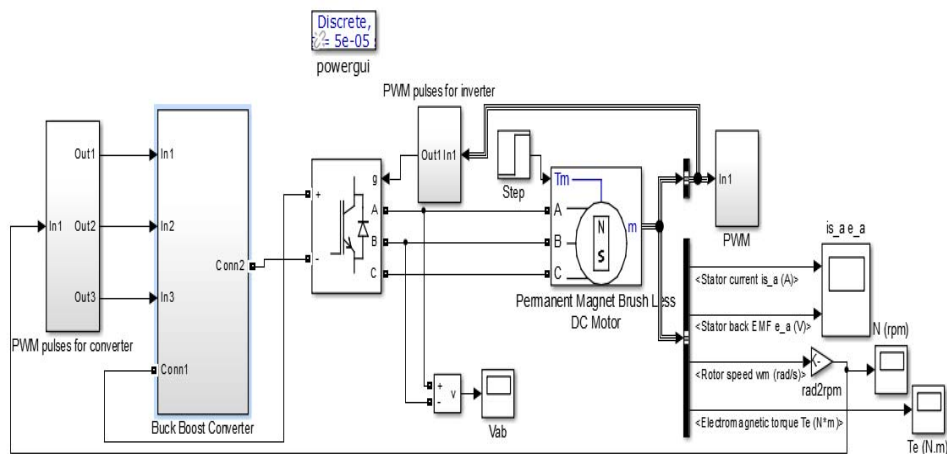 Discrete,
= 5e-05
powergui
PWM pulses for inverter
Out1 In1
Step
Tm
A
B
C
m
N
S
Permanent Magnet Brush Less
DC Motor
In1
PWM
is_a e_a
<Stator current is_a (A)>
<Stator back EMF e_a (V)>
N (rpm)
<Rotor speed wm (rad/s)>
rad2rpm
<Electromagnetic torque Te (N*m)>
Te (N.m)
In1
Out1
Out2
Out3
PWM pulses for converter
In1
In2
In3
Conn2
Conn1
Buck Boost Converter
+
-
g
A
B
C
+
-
v
Vab